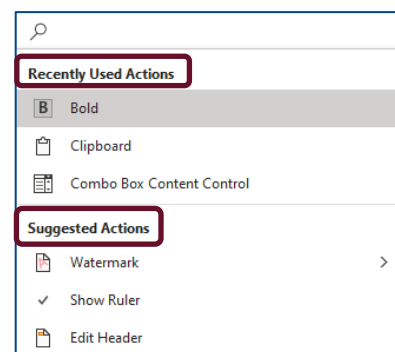 Recently Used Actions
B Bold
Clipboard
Combo Box Content Control
Suggested Actions
Watermark
Show Ruler
Edit Header